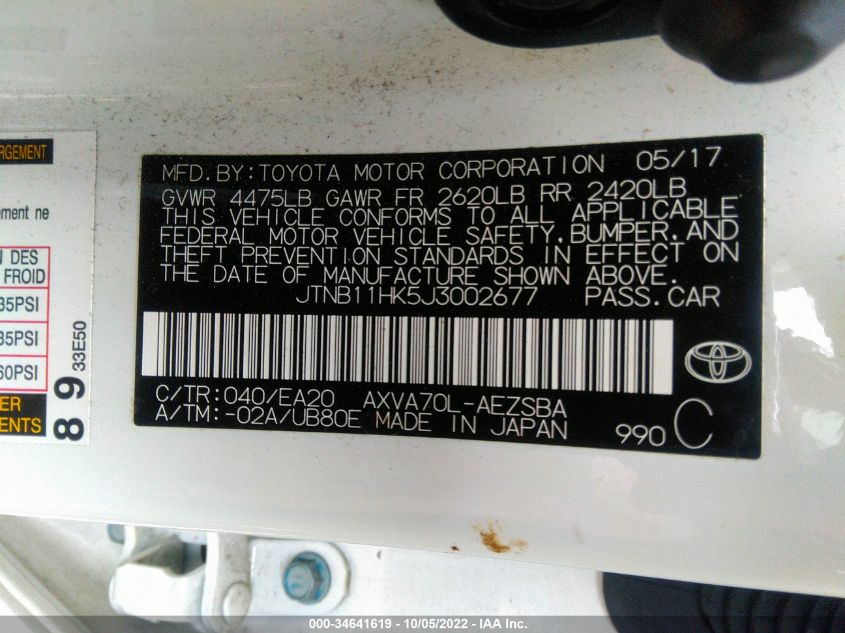 RGEMENT
ement ne
N DES
FROID
35PSI
35PSI
60PSI
ER
ENTS
89
33E50
MFD. BY: TOYOTA MOTOR CORPORATION 05/17
GVWR 4475LB GAWR FR 2620LB RR 2420LB
THIS VEHICLE CONFORMS TO ALL APPLICABLE
FEDERAL MOTOR VEHICLE SAFETY, BUMPER, AND
THEFT PREVENTION STANDARDS IN EFFECT ON
THE DATE OF MANUFACTURE SHOWN ABOVE.
JTNB11HK5J3002677 PASS. CAR
C/TR: 040/EA20 AXVA70L-AEZSBA
A/TM: -02A/UB80E MADE IN JAPAN
990 C
000-34641619 - 10/05/2022 - IAA Inc.